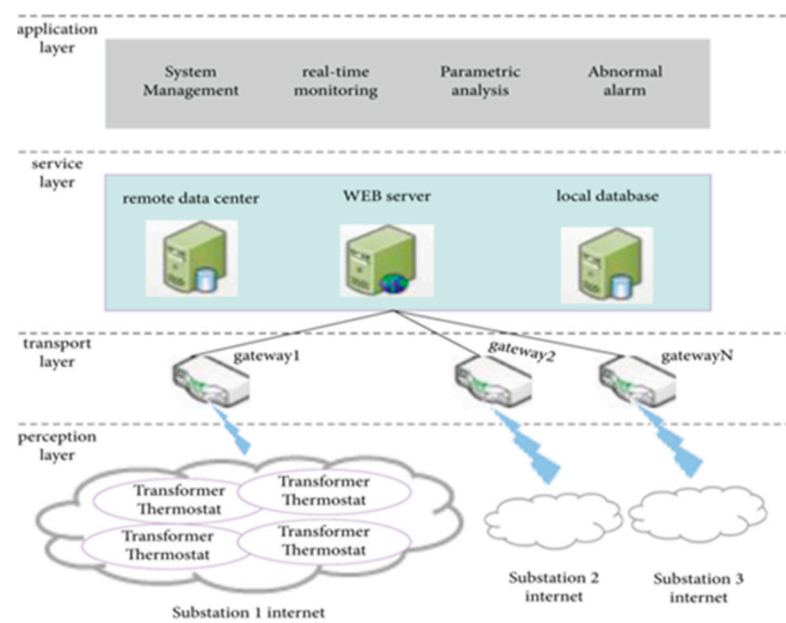 application
layer
System
Management
real-time
monitoring
Parametric
analysis
Abnormal
alarm
service
layer
remote data center
WEB server
local database
transport
layer
gateway1
gateway2
gatewayN
perception
layer
Transformer
Thermostat
Transformer
Thermostat
Transformer
Thermostat
Transformer
Thermostat
Substation 1 internet
Substation 2
internet
Substation 3
internet